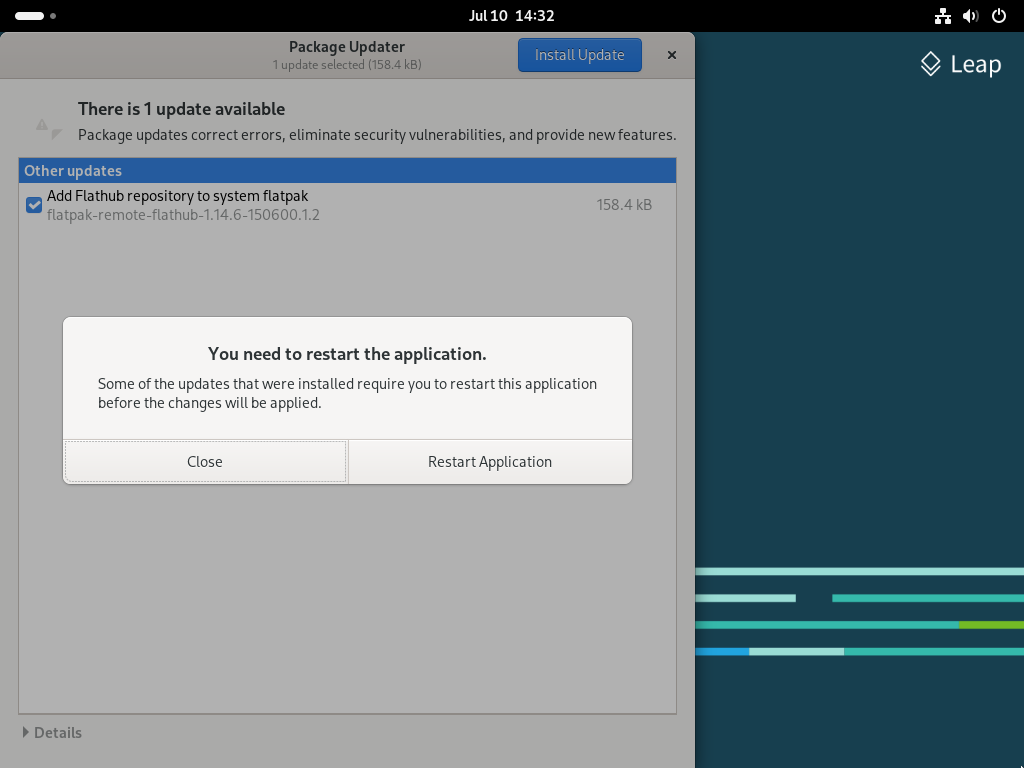 Jul 10 14:32
Package Updater
1 update selected (158.4 kB)
Install Update
Leap
There is 1 update available
Package updates correct errors, eliminate security vulnerabilities, and provide new features.
Other updates
Add Flathub repository to system flatpak
flatpak-remote-flathub-1.14.6-150600.1.2
158.4 kB
You need to restart the application.
Some of the updates that were installed require you to restart this application
before the changes will be applied.
Close
Restart Application
Details